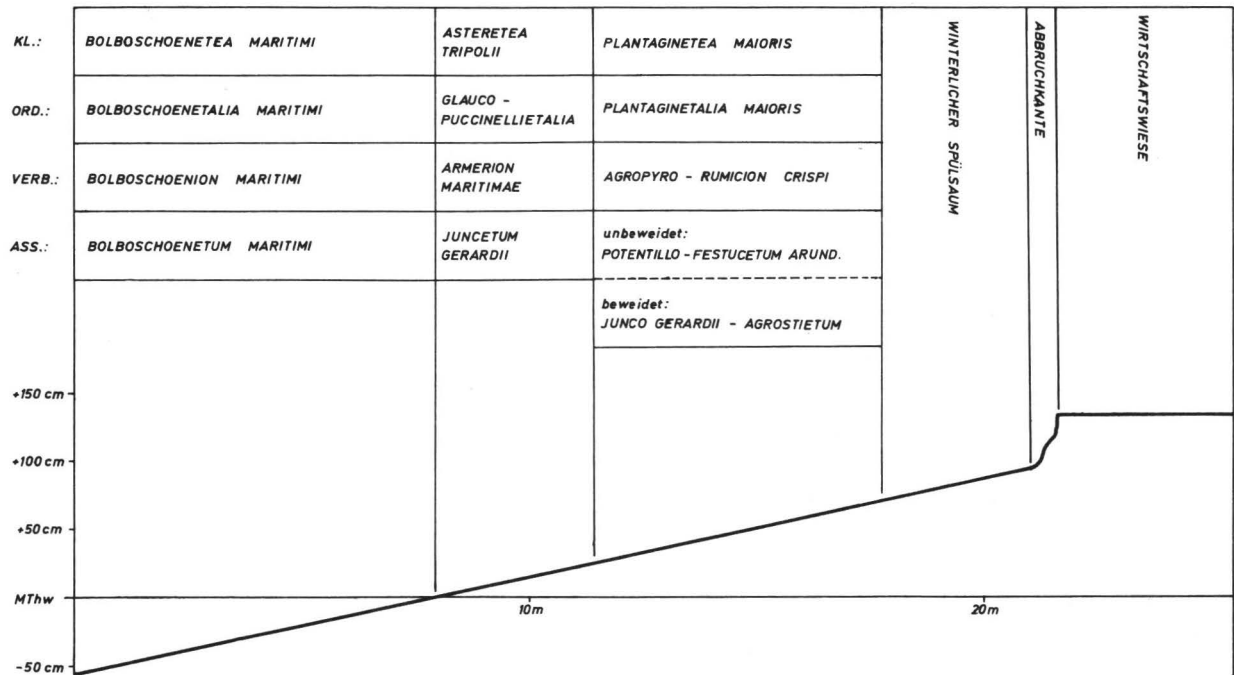 KL.: BOLBOSCHOENETEA MARITIMI
ASTERETEA
TRIPOLII
PLANTAGINETEA MAIORIS
ORD.: BOLBOSCHOENETALIA MARITIMI
GLAUCO -
PUCCINELLIETALIA
PLANTAGINETALIA MAIORIS
VERB.: BOLBOSCHOENION MARITIMI
ARMERION
MARITIMAE
AGROPYRO - RUMICION CRISPI
ASS.: BOLBOSCHOENETUM MARITIMI
JUNCETUM
GERARDII
unbeweidet:
POTENTILLO - FESTUCETUM ARUND.
beweidet:
JUNCO GERARDII - AGROSTIETUM
WINTERLICHER SPÜLSAUM
ABBRUCHKANTE
WIRTSCHAFTSWIESE
+150 cm
+100 cm
+50 cm
MThw
10m
20m
-50 cm